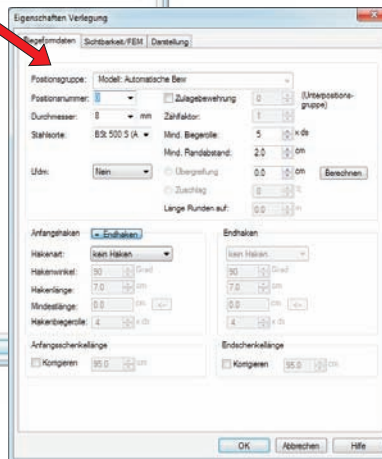 Eigenschaften Verlegung
Biegeformdaten Sichtbarkeit/FEM Darstellung
Positionsgruppe: Modell: Automatische Bew
Positionsnummer: Zulagebewehrung 0 (Unterpositionsgruppe)
Durchmesser: 8 mm Zählfaktor: 1
Stahlsorte: BSt 500 S (A Mind. Biegerolle: 5 x ds
Mind. Randabstand: 2.0 cm
Lfdm: Nein Übergreifung 0.0 cm Berechnen
Zuschlag 0 %
Länge Runden auf: 0.0 m
Anfangshaken = Endhaken Endhaken
Hakenart: kein Haken kein Haken
Hakenwinkel: 90 Grad 90 Grad
Hakenlänge: 7.0 cm 7.0 cm
Mindestlänge: 0.0 cm <- 0.0 cm <-
Hakenbiegerolle: 4 x ds 4 x ds
Anfangsschenkellänge Endschenkellänge
Korrigieren 95.0 cm Korrigieren 95.0 cm
OK Abbrechen Hilfe